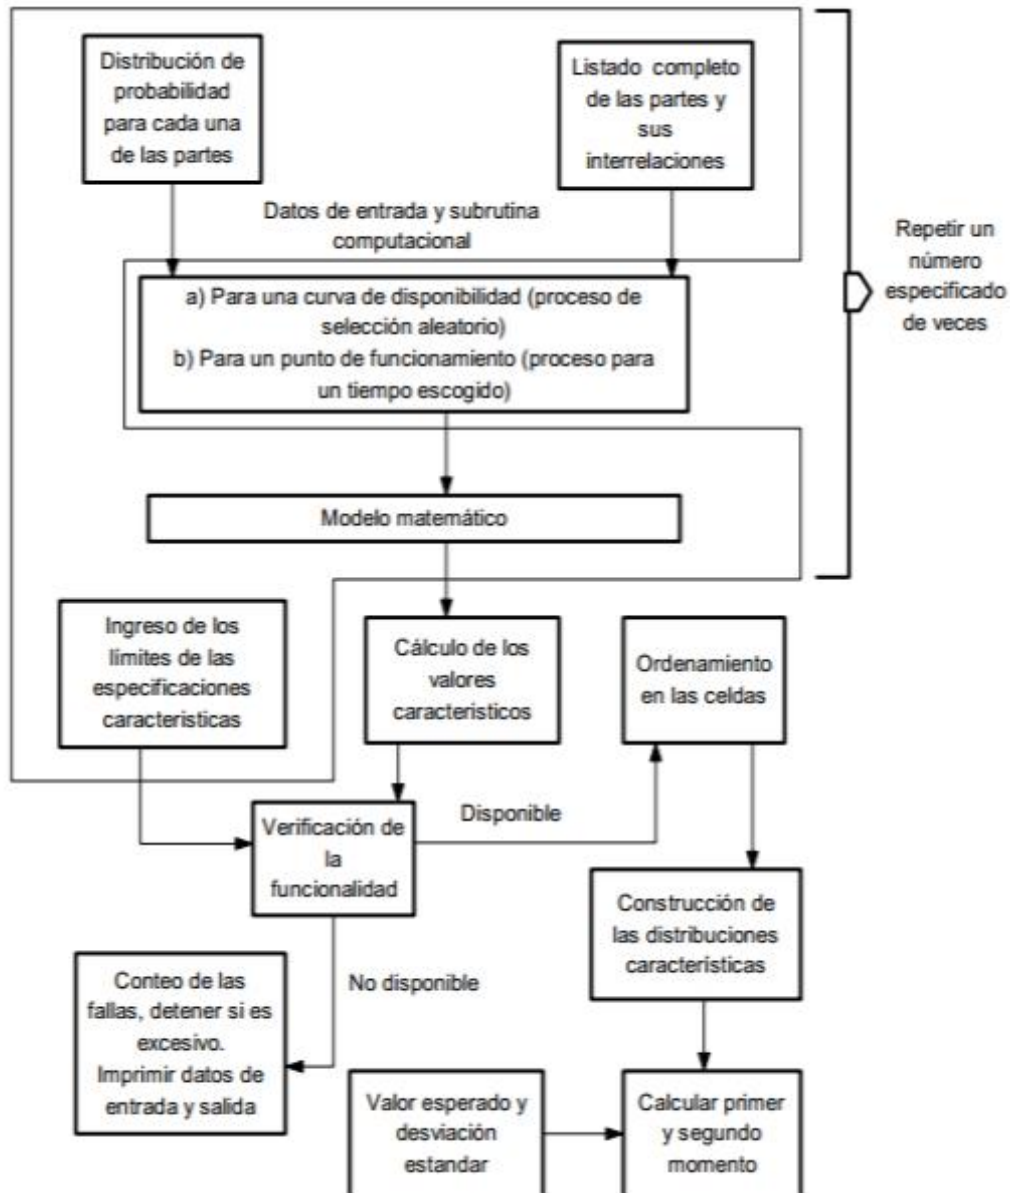 Distribución de
probabilidad
para cada una
de las partes
Listado completo
de las partes y
sus
interrelaciones
Datos de entrada y subrutina
computacional
Repetir un
número
especificado
de veces
a) Para una curva de disponibilidad (proceso de
selección aleatorio)
b) Para un punto de funcionamiento (proceso para
un tiempo escogido)
Modelo matemático
Ingreso de los
límites de las
especificaciones
características
Cálculo de los
valores
característicos
Ordenamiento
en las celdas
Verificación de
la
funcionalidad
Disponible
Construcción de
las distribuciones
características
No disponible
Conteo de las
fallas, detener si es
excesivo.
Imprimir datos de
entrada y salida
Valor esperado y
desviación
estandar
Calcular primer
y segundo
momento